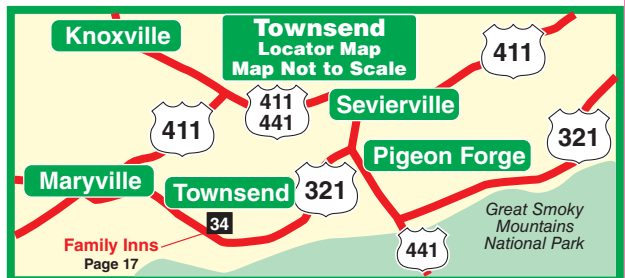 Townsend
Locator Map
Map Not to Scale
Knoxville
411
411
441
Sevierville
411
321
Pigeon Forge
Maryville
Townsend
321
34
Family Inns
Page 17
Great Smoky
Mountains
National Park
441